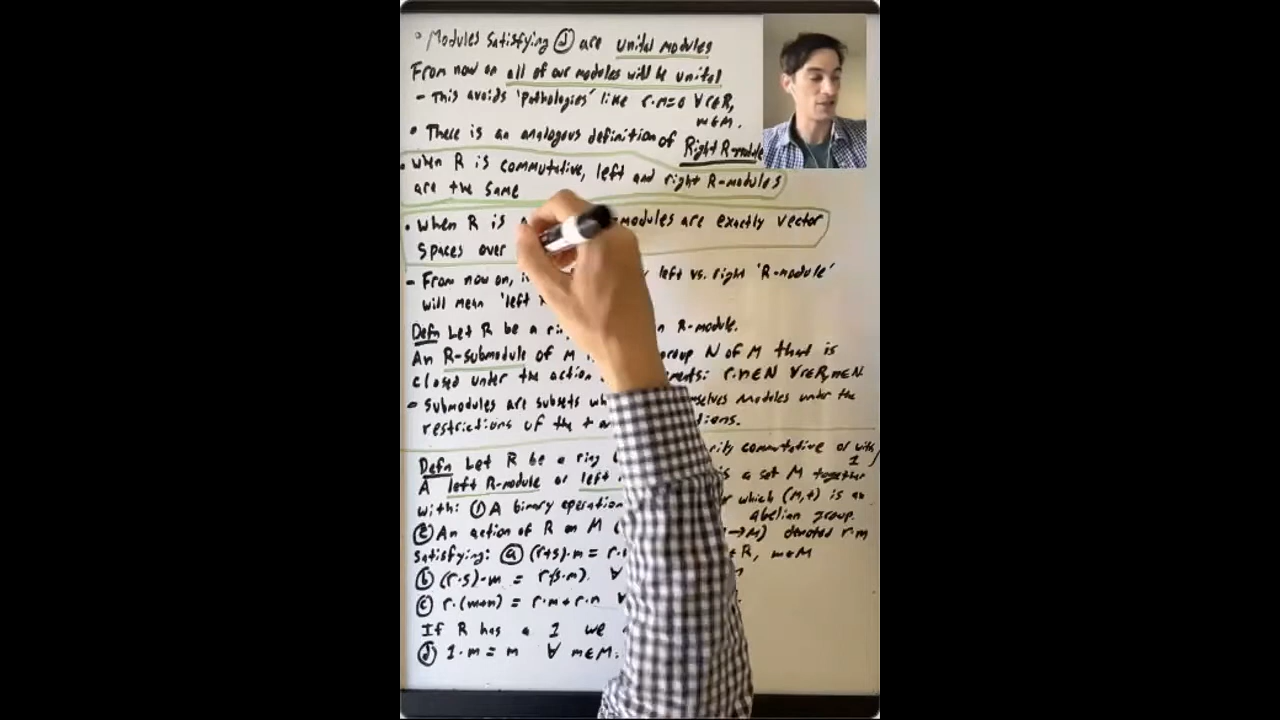 • Modules satisfying ⓓ are unital modules
From now on all of our modules will be unital
- This avoids 'pathologies' like r·m=0 ∀r∈R,
m∈M.
• There is an analogous definition of Right R-module
• When R is commutative, left and right R-modules
are the same
• When R is modules are exactly vector
spaces over
- From now on, left vs. right 'R-module'
will mean 'left
Defn Let R be a R-module.
An R-submodule of M N of M that is
closed under the action r·n∈N ∀r∈R, n∈N
• Submodules are subsets modules under the
restrictions of the +
Defn Let R be a ring commutative or with 1
A left R-module or left is a set M together
with: ① A binary operation which (M,+) is an
abelian group.
② An action of R on M →M) denoted r·m
satisfying: ⓐ (r+s)·m = r· ∈R, m∈M
ⓑ (r·s)·m = r(s·m). ∀
ⓒ r·(m+n) = r·m+r·n ∀
If R has a 1 we
ⓓ 1·m = m ∀ m∈M.